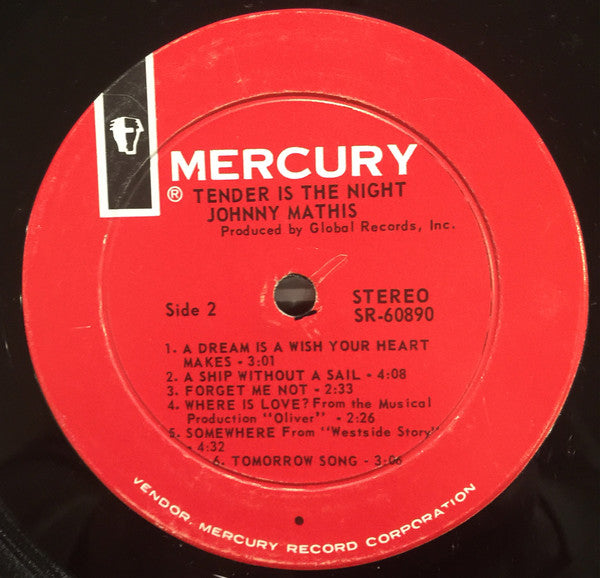 MERCURY
® TENDER IS THE NIGHT
JOHNNY MATHIS
Produced by Global Records, Inc.
Side 2
STEREO
SR-60890
1. A DREAM IS A WISH YOUR HEART
MAKES - 3:01
2. A SHIP WITHOUT A SAIL - 4:08
3. FORGET ME NOT - 2:33
4. WHERE IS LOVE? From the Musical
Production "Oliver" - 2:26
5. SOMEWHERE From "Westside Story"
- 4:32
6. TOMORROW SONG - 3:06
VENDOR, MERCURY RECORD CORPORATION